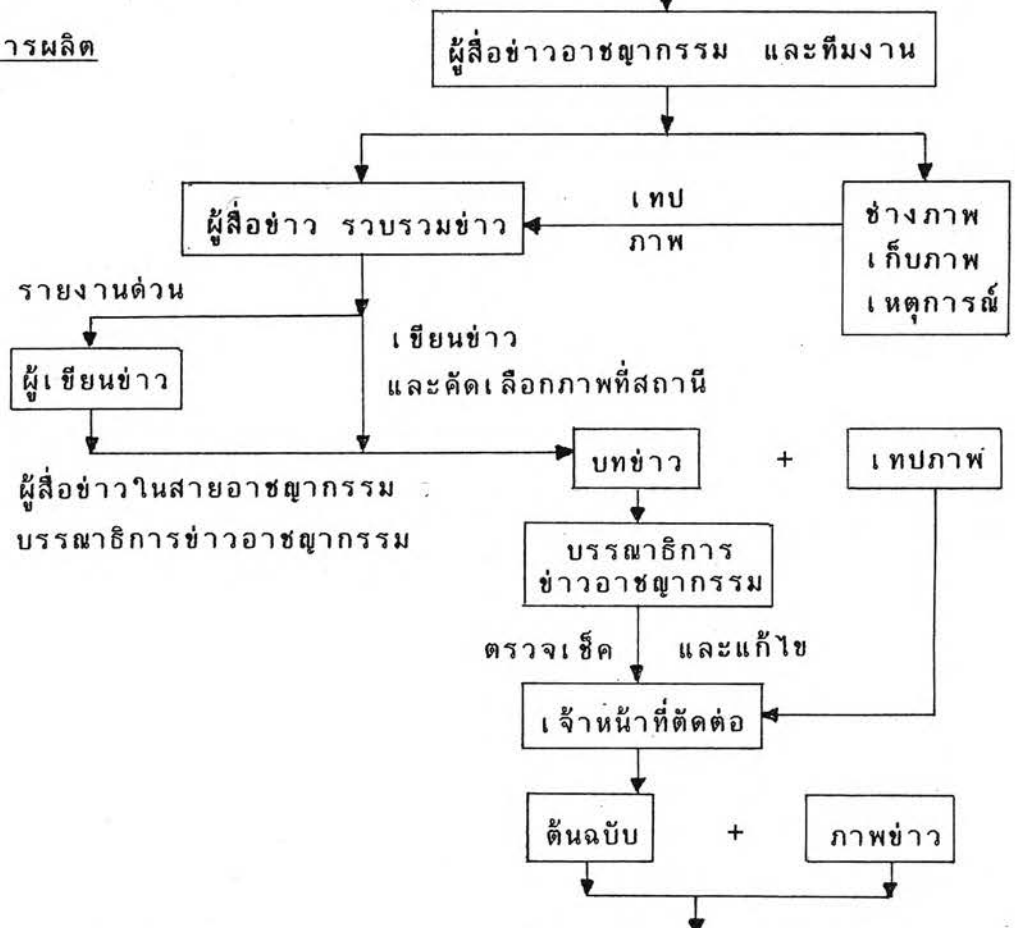 ารผลิต
ผู้สื่อข่าวอาชญากรรม และทีมงาน
ผู้สื่อข่าว รวบรวมข่าว
เทป
ภาพ
ช่างภาพ
เก็บภาพ
เหตุการณ์
รายงานด่วน
ผู้เขียนข่าว
เขียนข่าว
และคัดเลือกภาพที่สถานี
บทข่าว + เทปภาพ
ผู้สื่อข่าวในสายอาชญากรรม
บรรณาธิการข่าวอาชญากรรม
บรรณาธิการ
ข่าวอาชญากรรม
ตรวจเช็ค และแก้ไข
เจ้าหน้าที่ตัดต่อ
ต้นฉบับ + ภาพข่าว